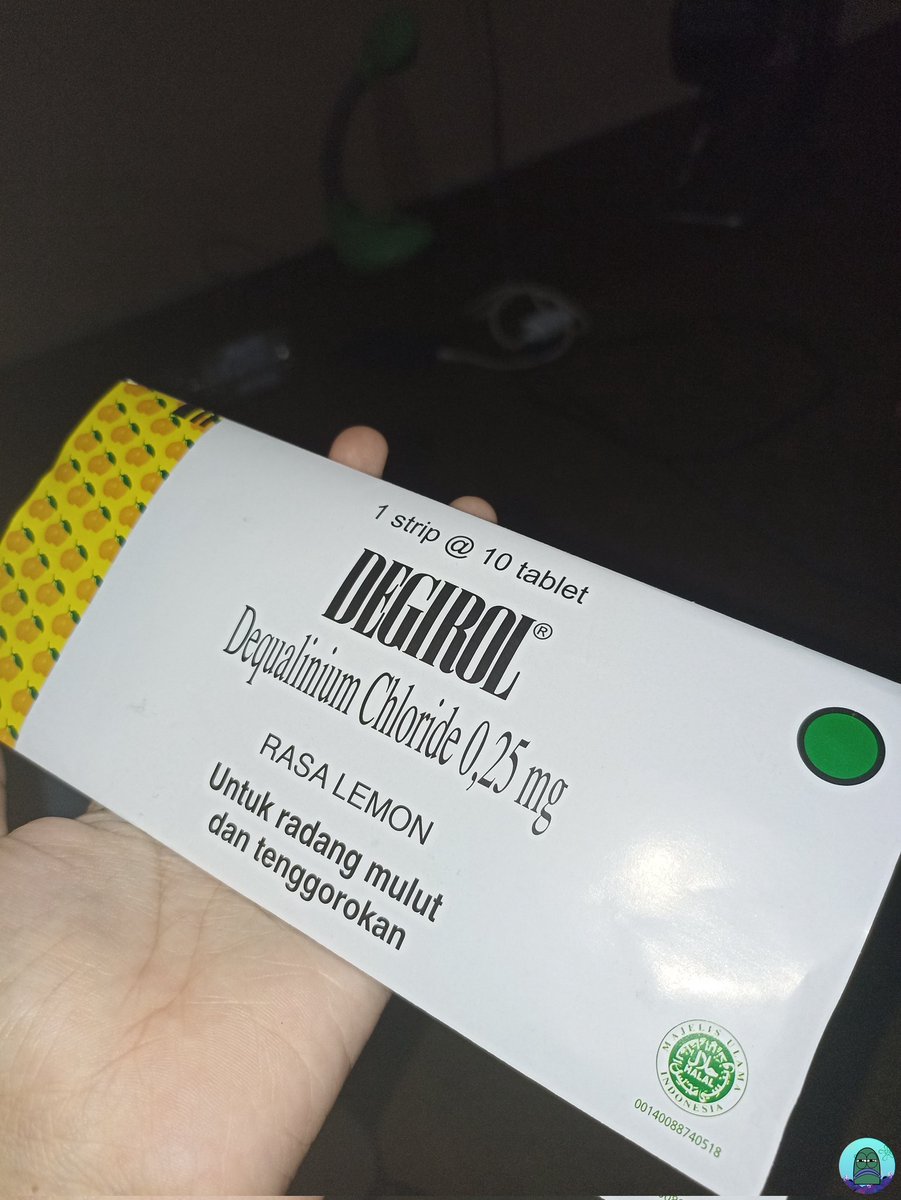 1 strip @ 10 tablet
DEGIROL®
Dequalinium Chloride 0,25 mg
RASA LEMON
Untuk radang mulut
dan tenggorokan
MAJELIS ULAMA
حلال
HALAL
INDONESIA
00140088740518